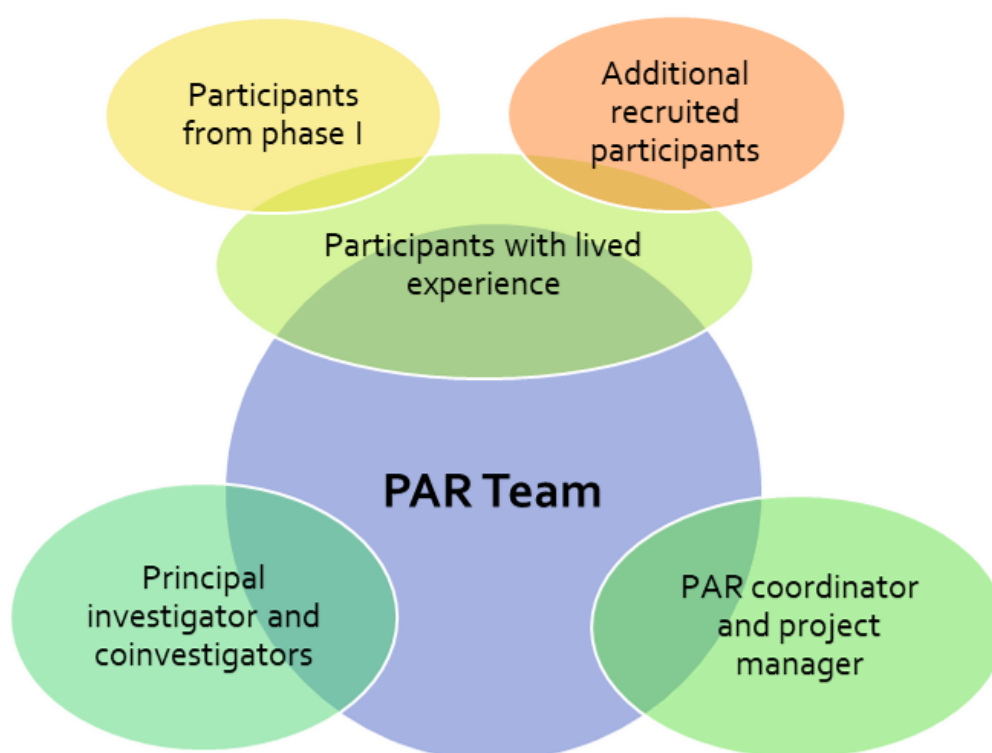 Participants
from phase I
Additional
recruited
participants
Participants with lived
experience
PAR Team
Principal
investigator and
coinvestigators
PAR coordinator
and project
manager